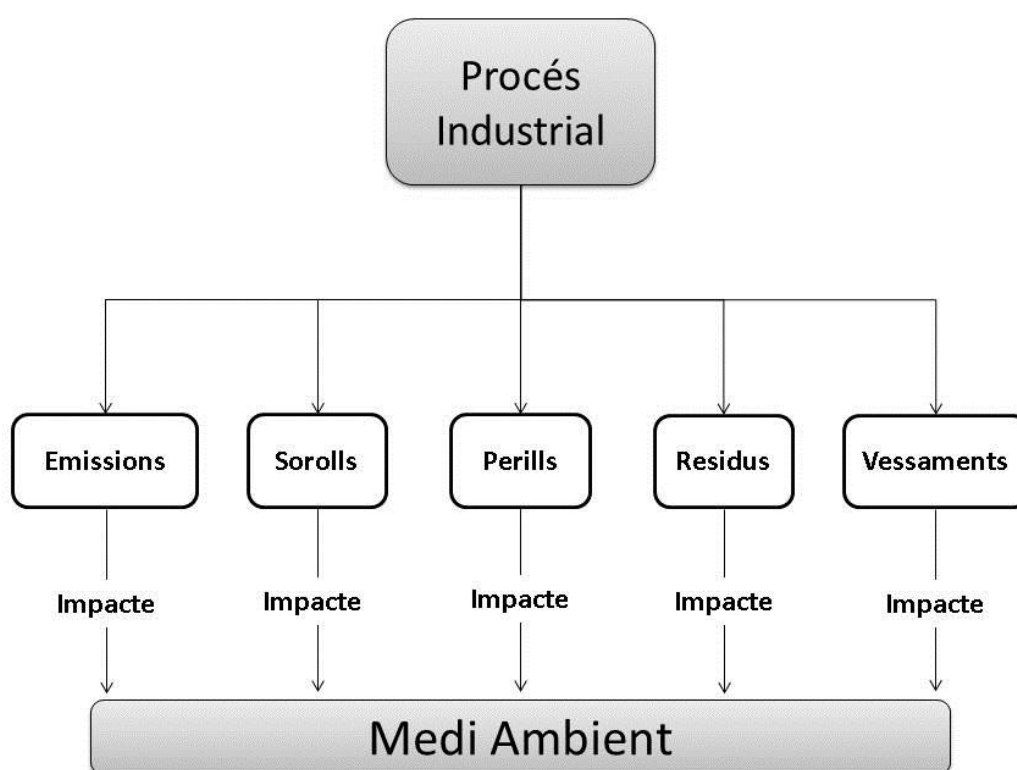 Procés
Industrial
Emissions
Sorolls
Perills
Residus
Vessaments
Impacte
Impacte
Impacte
Impacte
Impacte
Medi Ambient